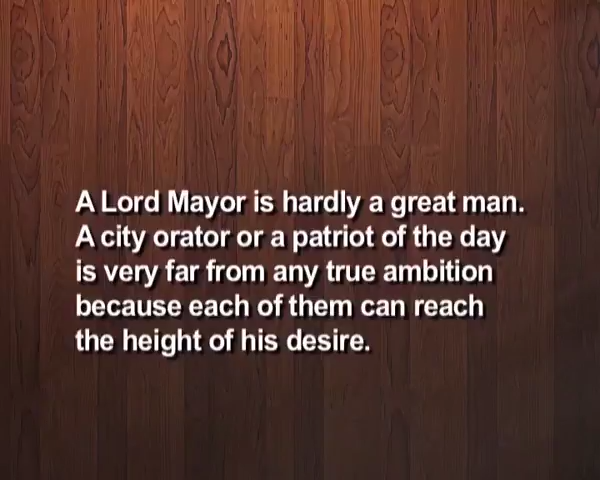 A Lord Mayor is hardly a great man.
A city orator or a patriot of the day
is very far from any true ambition
because each of them can reach
the height of his desire.